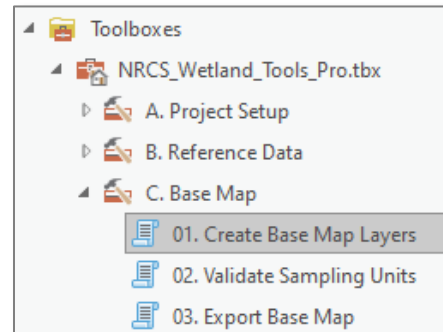 Toolboxes
NRCS_Wetland_Tools_Pro.tbx
A. Project Setup
B. Reference Data
C. Base Map
01. Create Base Map Layers
02. Validate Sampling Units
03. Export Base Map